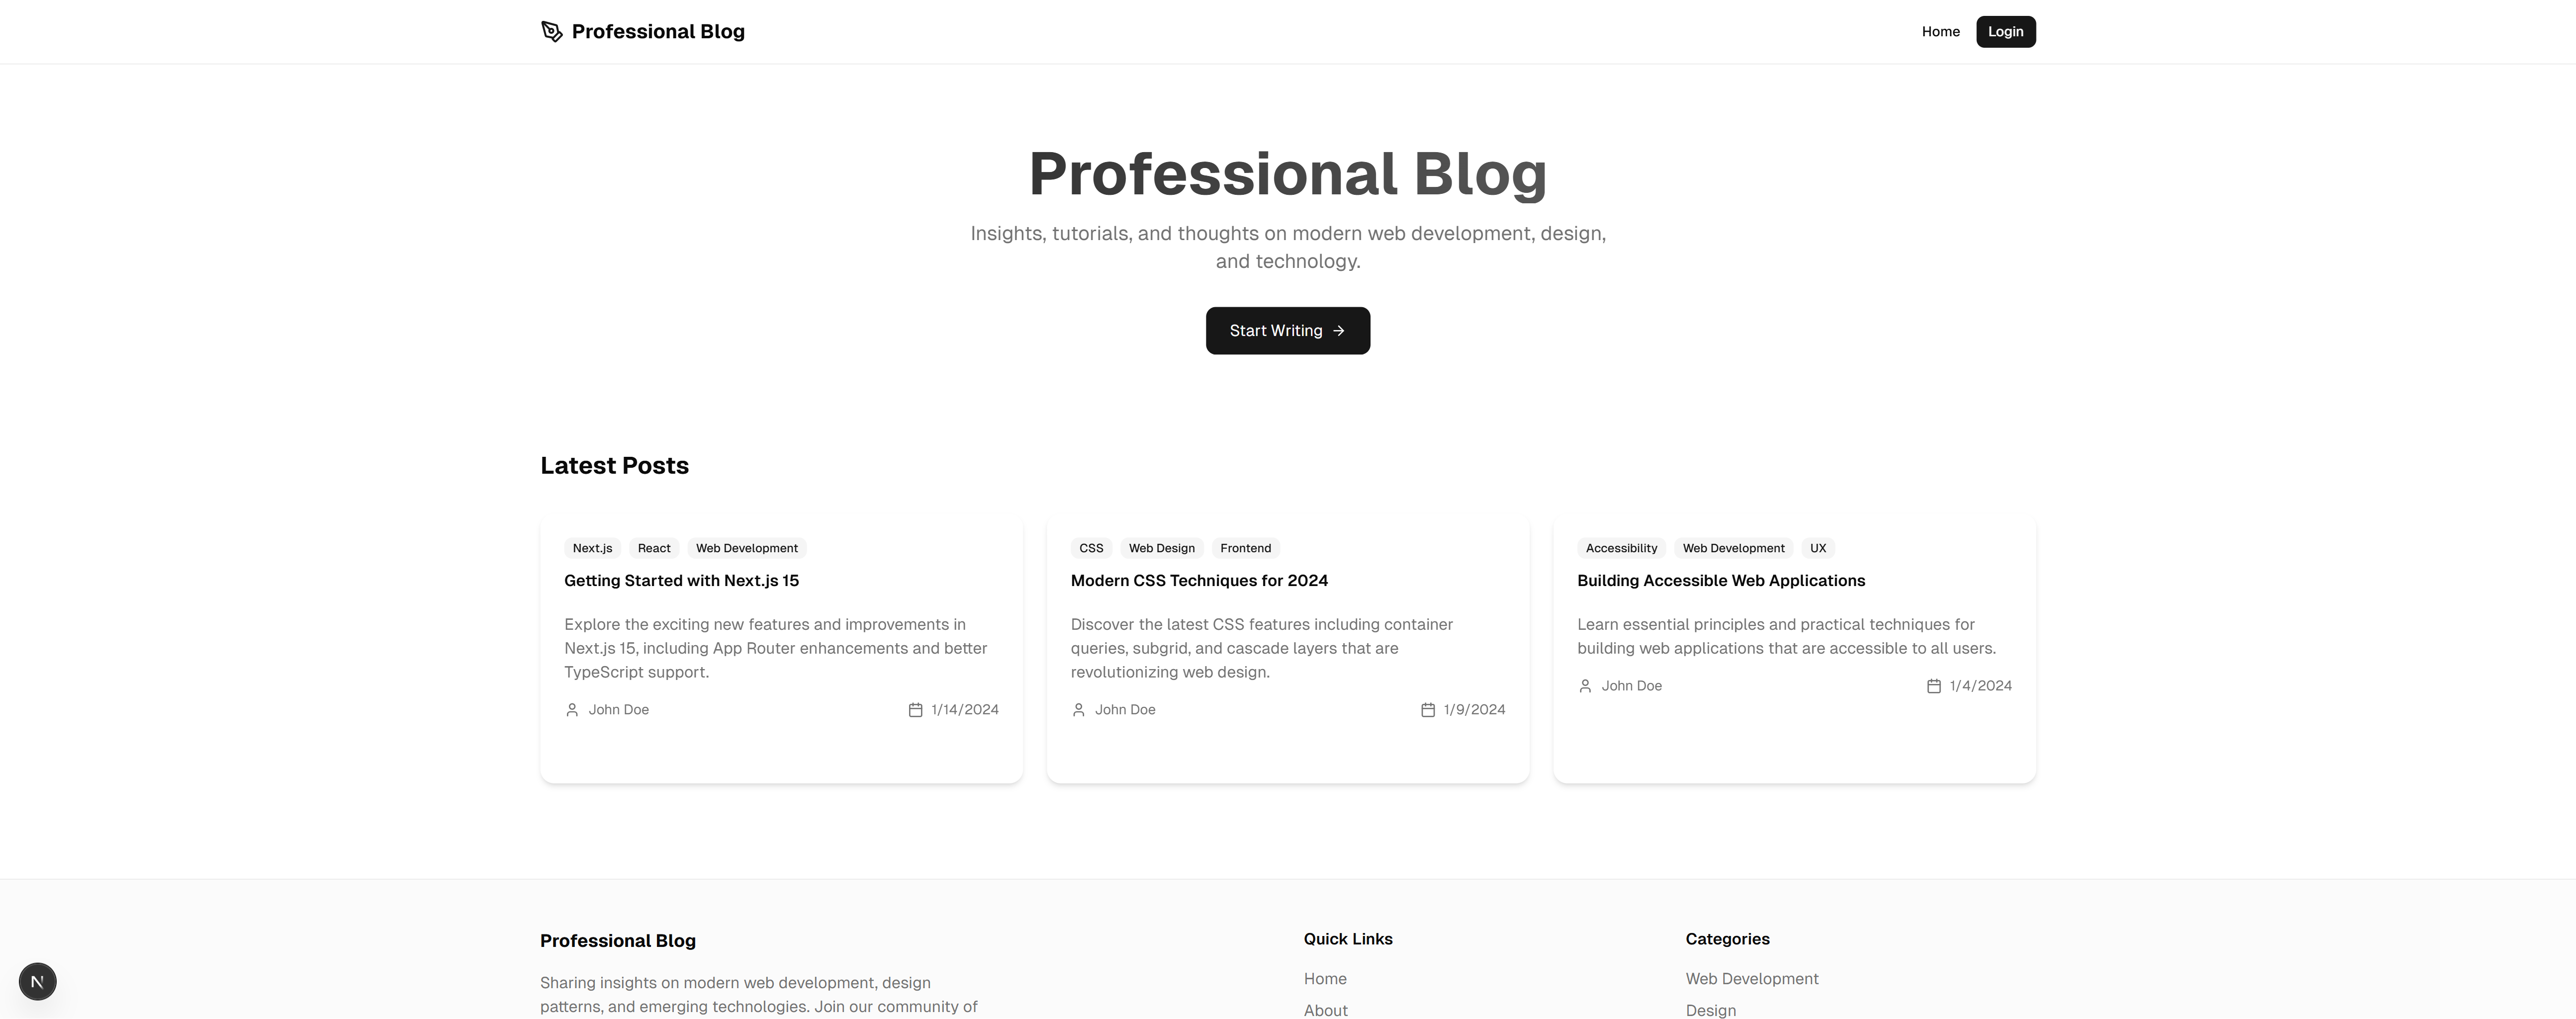 Professional Blog
Home
Login
Professional Blog
Insights, tutorials, and thoughts on modern web development, design,
and technology.
Start Writing →
Latest Posts
Next.js React Web Development
Getting Started with Next.js 15
Explore the exciting new features and improvements in
Next.js 15, including App Router enhancements and better
TypeScript support.
John Doe 1/14/2024
CSS Web Design Frontend
Modern CSS Techniques for 2024
Discover the latest CSS features including container
queries, subgrid, and cascade layers that are
revolutionizing web design.
John Doe 1/9/2024
Accessibility Web Development UX
Building Accessible Web Applications
Learn essential principles and practical techniques for
building web applications that are accessible to all users.
John Doe 1/4/2024
Professional Blog
Sharing insights on modern web development, design
patterns, and emerging technologies. Join our community of
Quick Links
Home
About
Categories
Web Development
Design
N